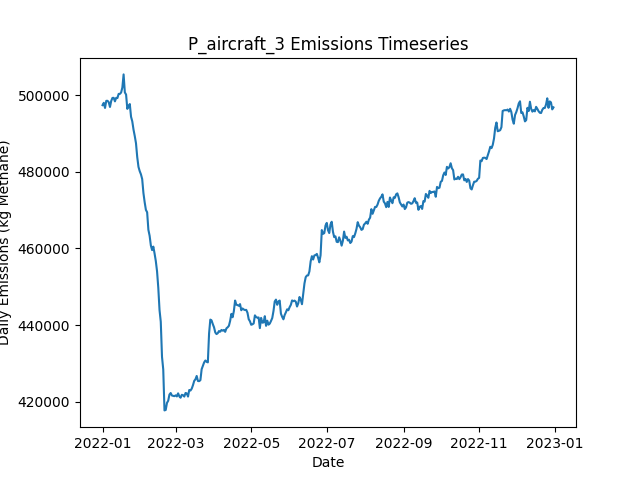 P_aircraft_3 Emissions Timeseries
Daily Emissions (kg Methane)
500000
480000
460000
440000
420000
2022-01 2022-03 2022-05 2022-07 2022-09 2022-11 2023-01
Date